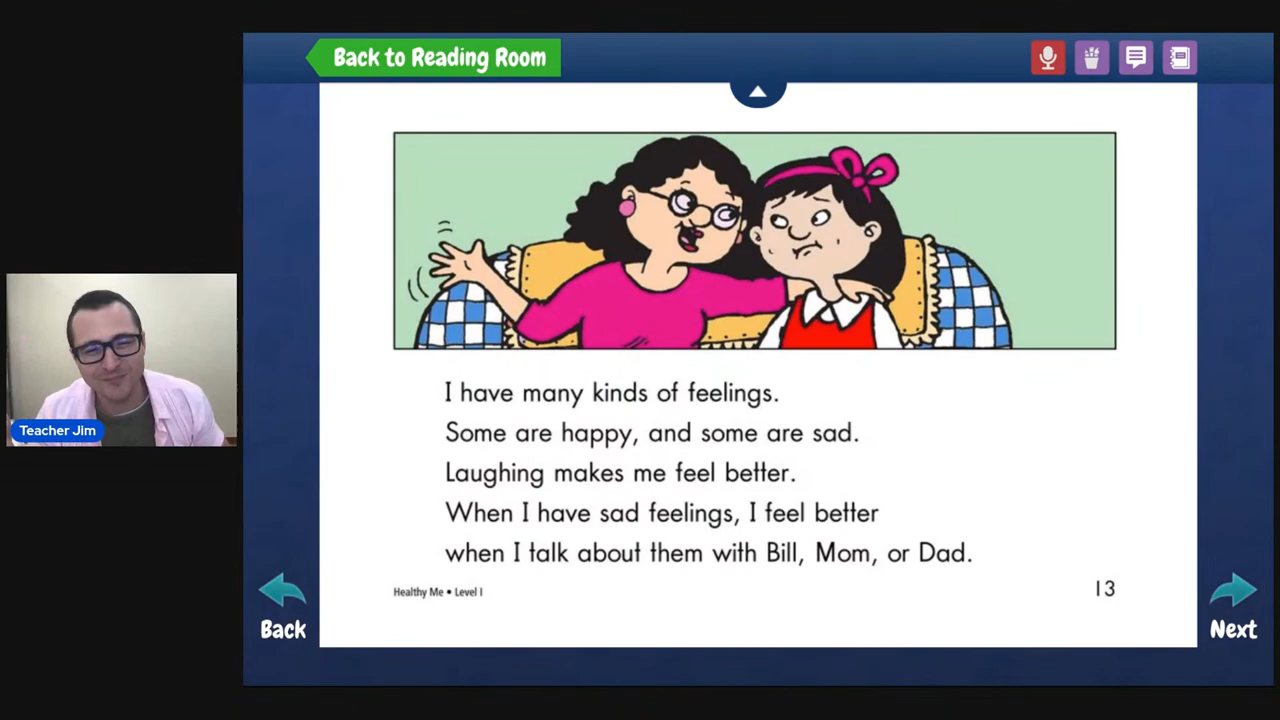 Back to Reading Room
I have many kinds of feelings.
Some are happy, and some are sad.
Laughing makes me feel better.
When I have sad feelings, I feel better
when I talk about them with Bill, Mom, or Dad.
Healthy Me • Level I
13
Back
Next
Teacher Jim